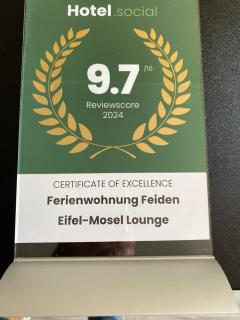 Hotel.social
9.7 /10
Reviewscore
2024
CERTIFICATE OF EXCELLENCE
Ferienwohnung Feiden
Eifel-Mosel Lounge